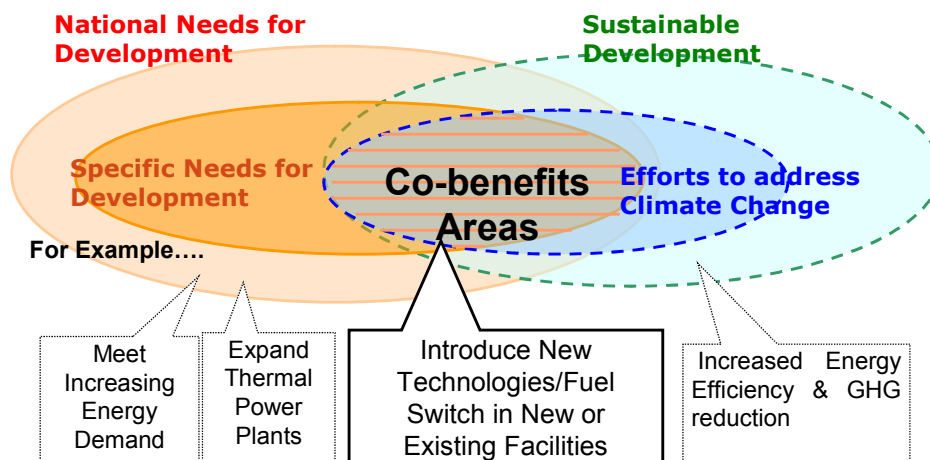 National Needs for
Development
Sustainable
Development
Specific Needs for
Development
Co-benefits
Areas
Efforts to address
Climate Change
For Example....
Meet
Increasing
Energy
Demand
Expand
Thermal
Power
Plants
Introduce New
Technologies/Fuel
Switch in New or
Existing Facilities
Increased Energy
Efficiency & GHG
reduction